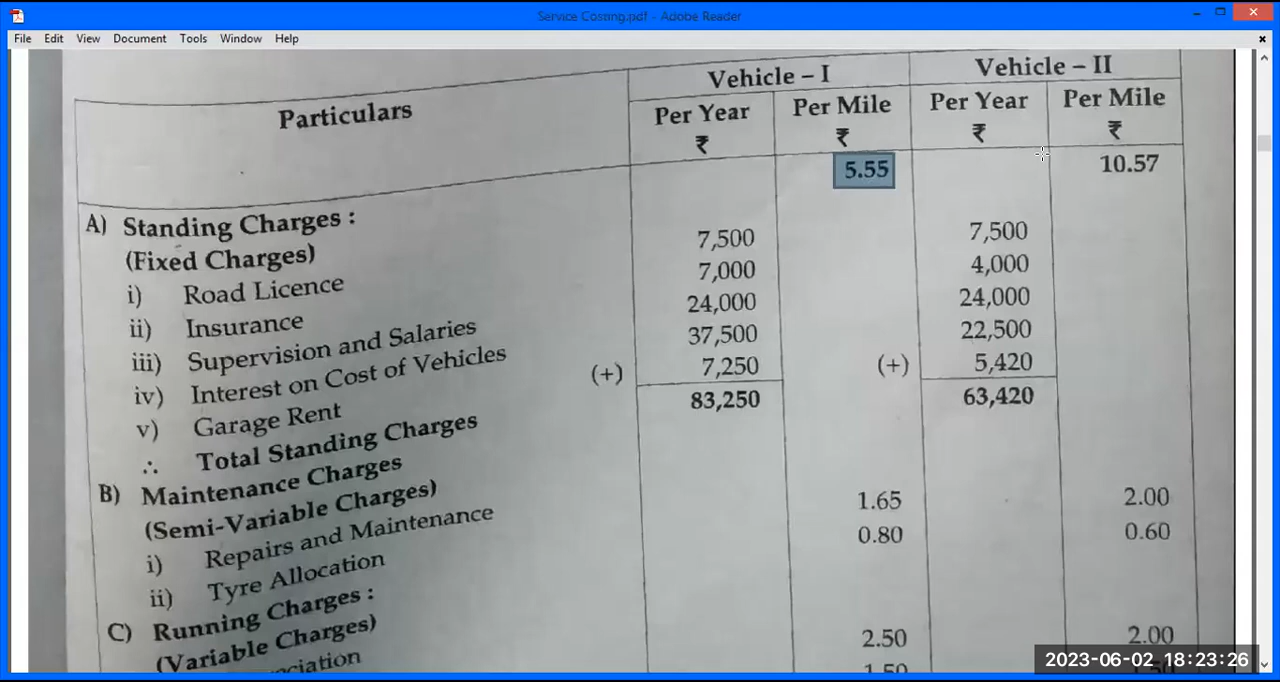 Service Costing.pdf - Adobe Reader
File Edit View Document Tools Window Help
Particulars Vehicle – I Vehicle – II
Per Year Per Mile Per Year Per Mile
₹ ₹ ₹ ₹
5.55 10.57
A) Standing Charges :
(Fixed Charges) 7,500 7,500
i) Road Licence 7,000 4,000
ii) Insurance 24,000 24,000
iii) Supervision and Salaries 37,500 22,500
iv) Interest on Cost of Vehicles (+) 7,250 (+) 5,420
v) Garage Rent 83,250 63,420
∴ Total Standing Charges
B) Maintenance Charges
(Semi-Variable Charges) 1.65 2.00
i) Repairs and Maintenance 0.80 0.60
ii) Tyre Allocation
C) Running Charges :
(Variable Charges) 2.50 2.00
2023-06-02 18:23:26